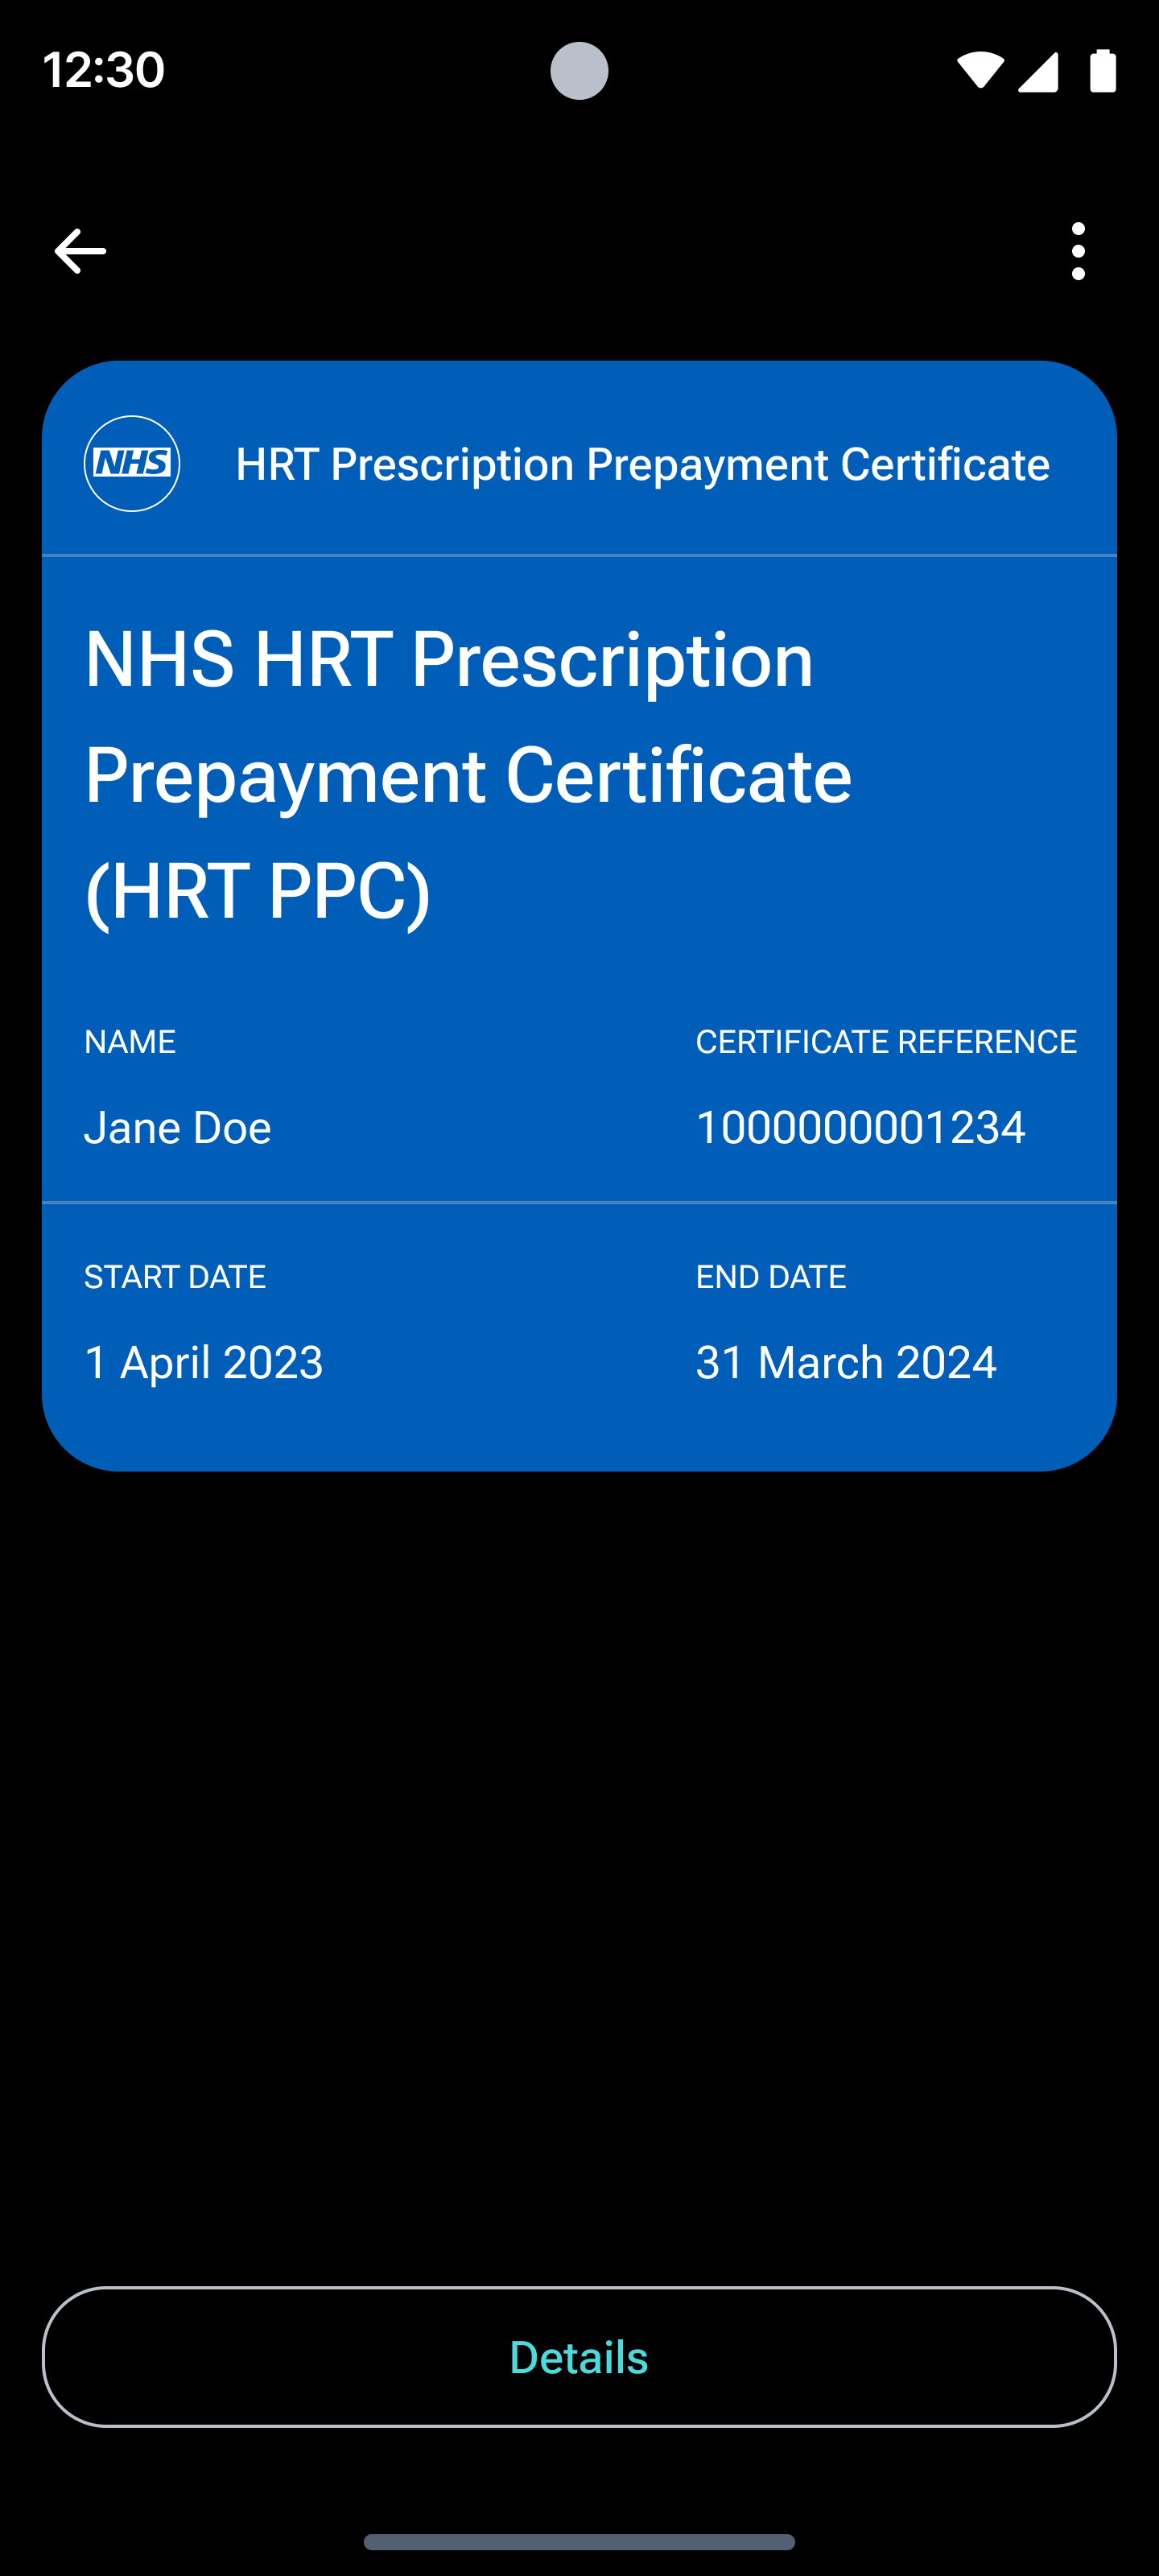 12:30
NHS
HRT Prescription Prepayment Certificate
NHS HRT Prescription
Prepayment Certificate
(HRT PPC)
NAME
CERTIFICATE REFERENCE
Jane Doe
1000000001234
START DATE
END DATE
1 April 2023
31 March 2024
Details